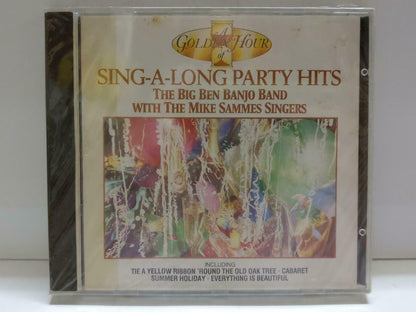 A
GOLDEN HOUR
of
SING-A-LONG PARTY HITS
THE BIG BEN BANJO BAND
WITH THE MIKE SAMMES SINGERS
INCLUDING
TIE A YELLOW RIBBON 'ROUND THE OLD OAK TREE · CABARET
SUMMER HOLIDAY · EVERYTHING IS BEAUTIFUL